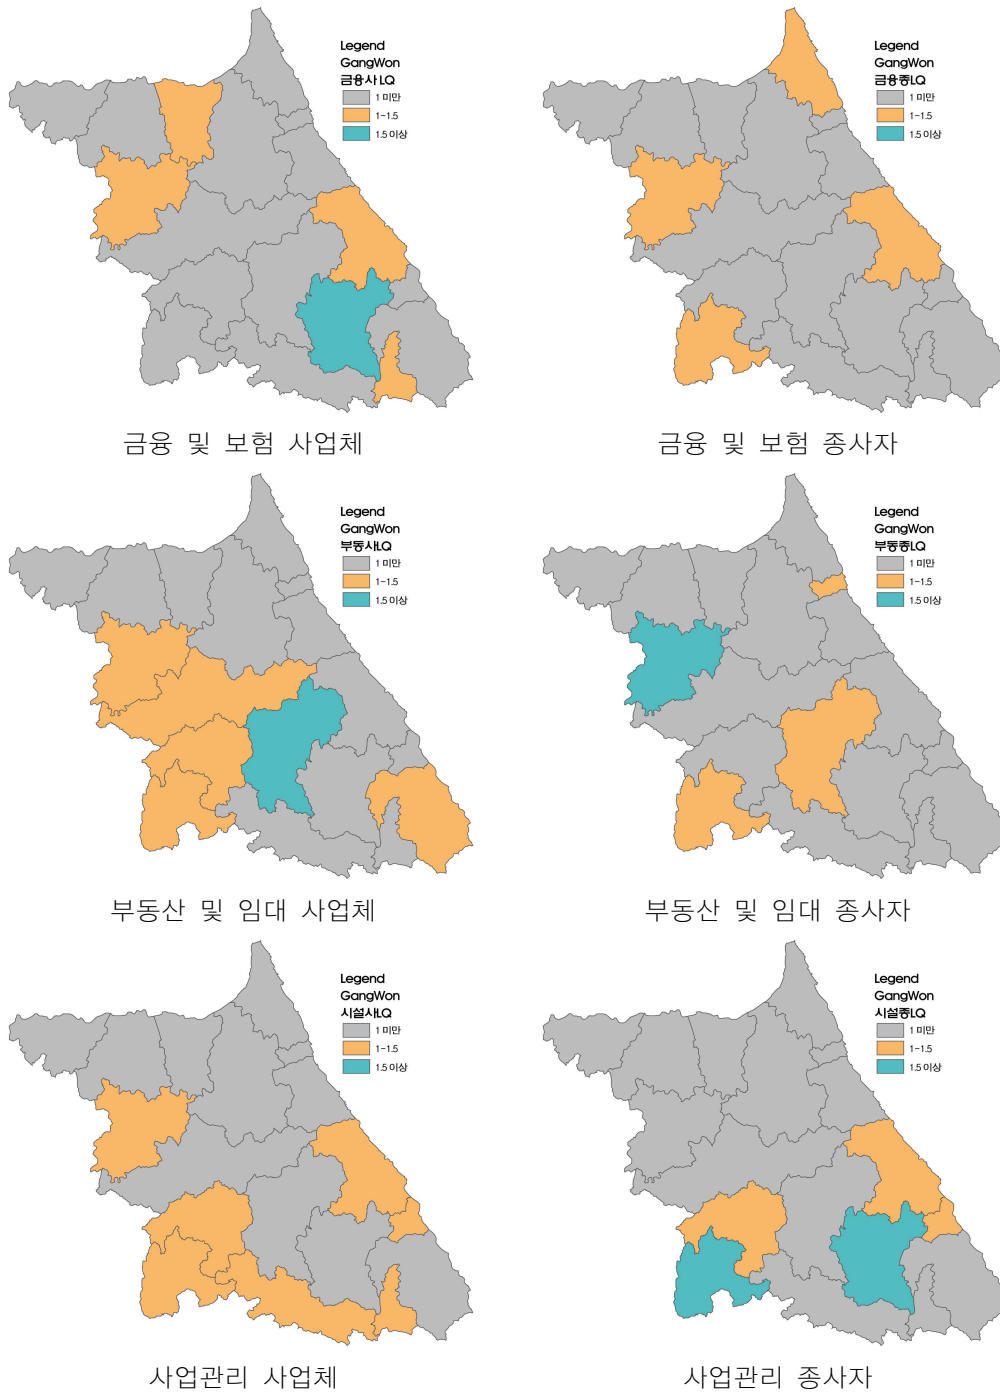 Legend
GangWon
금융사 LQ
1 미만
1-1.5
1.5 이상
금융 및 보험 사업체
Legend
GangWon
금융종LQ
1 미만
1-1.5
1.5 이상
금융 및 보험 종사자
Legend
GangWon
부동사LQ
1 미만
1-1.5
1.5 이상
부동산 및 임대 사업체
Legend
GangWon
부동종LQ
1 미만
1-1.5
1.5 이상
부동산 및 임대 종사자
Legend
GangWon
시설사LQ
1 미만
1-1.5
1.5 이상
사업관리 사업체
Legend
GangWon
시설종LQ
1 미만
1-1.5
1.5 이상
사업관리 종사자